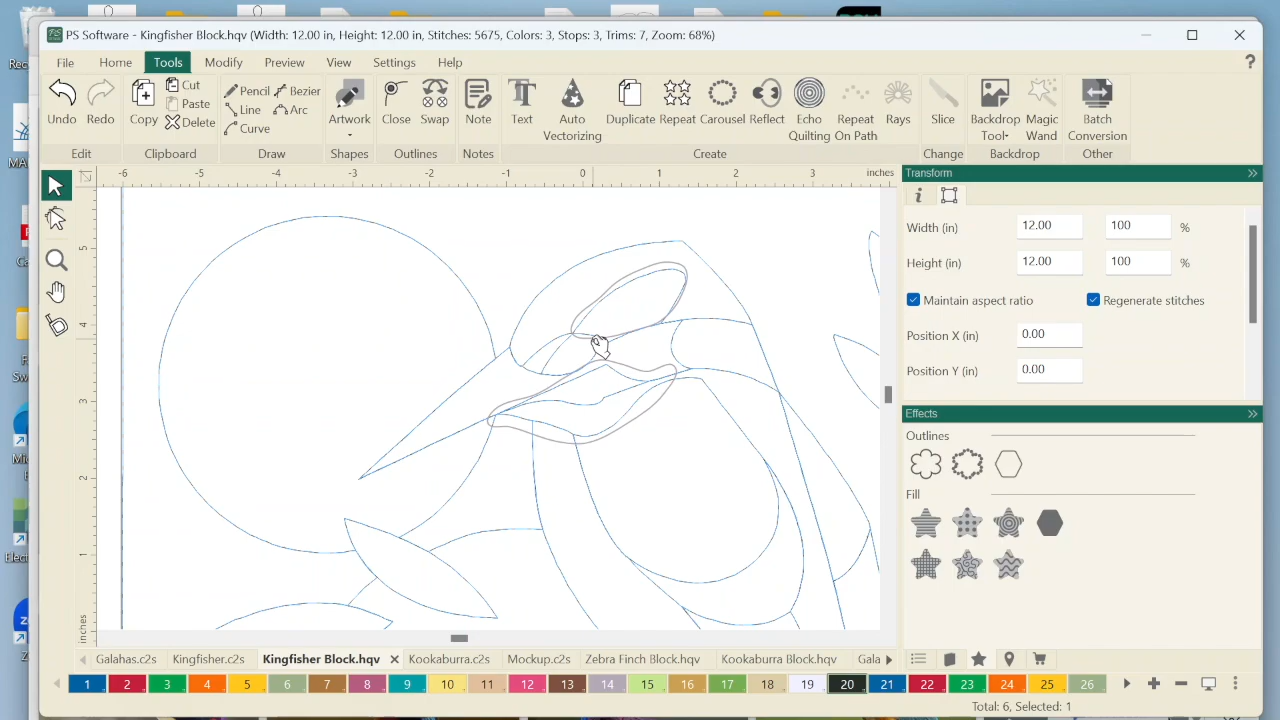 PS Software - Kingfisher Block.hqv (Width: 12.00 in, Height: 12.00 in, Stitches: 5675, Colors: 3, Stops: 3, Trims: 7, Zoom: 68%)
File Home Tools Modify Preview View Settings Help
Undo Redo
Edit
Copy Cut Paste Delete
Clipboard
Pencil Bezier
Line Arc
Curve
Draw
Artwork
Shapes
Close Swap
Outlines
Note
Notes
Text Auto Vectorizing Duplicate Repeat Carousel Reflect Echo Quilting Repeat On Path Rays
Create
Slice
Change
Backdrop Tool Magic Wand
Backdrop
Batch Conversion
Other
-6 -5 -4 -3 -2 -1 0 1 2 3 inches
5
4
3
2
1
inches
Transform
Width (in) 12.00 100 %
Height (in) 12.00 100 %
Maintain aspect ratio Regenerate stitches
Position X (in) 0.00
Position Y (in) 0.00
Effects
Outlines
Fill
Galahas.c2s Kingfisher.c2s Kingfisher Block.hqv Kookaburra.c2s Mockup.c2s Zebra Finch Block.hqv Kookaburra Block.hqv Gala
1 2 3 4 5 6 7 8 9 10 11 12 13 14 15 16 17 18 19 20 21 22 23 24 25 26
Total: 6, Selected: 1